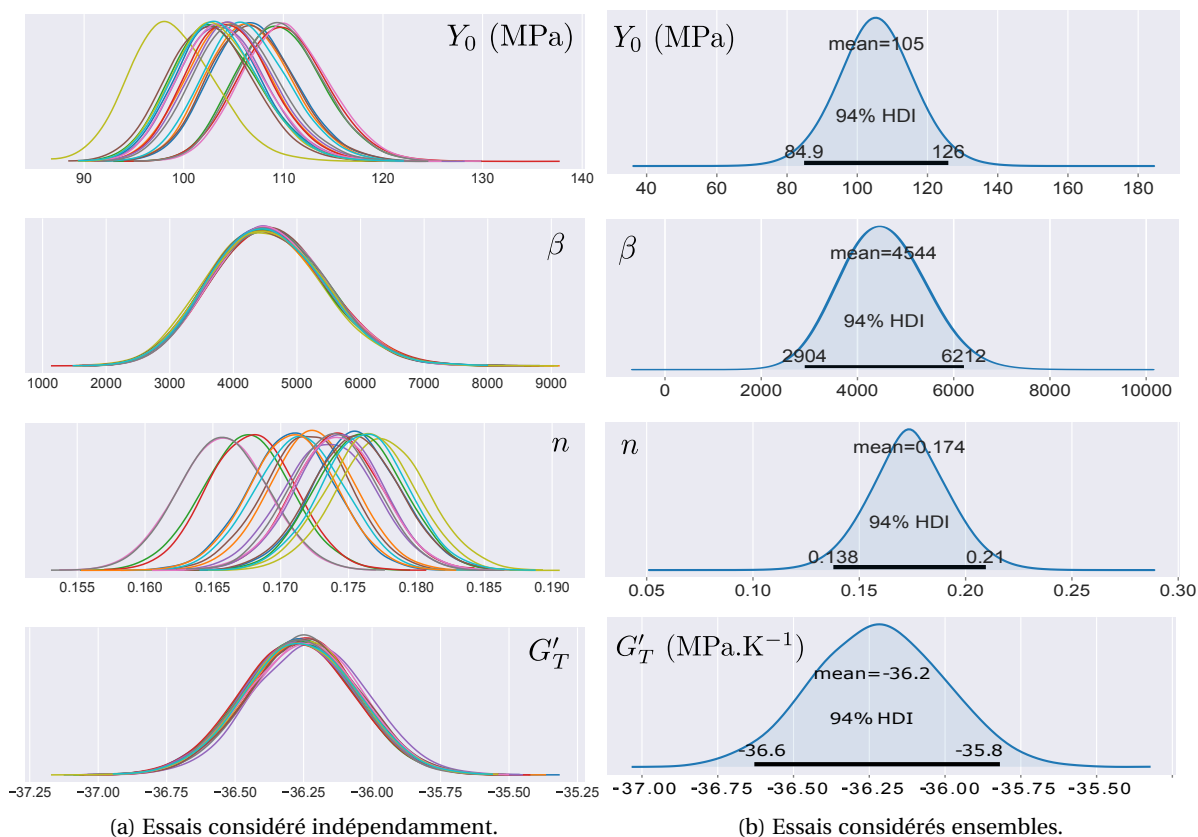 Y₀ (MPa)
90 100 110 120 130 140
β
1000 2000 3000 4000 5000 6000 7000 8000 9000
n
0.155 0.160 0.165 0.170 0.175 0.180 0.185 0.190
G′_T
−37.25 −37.00 −36.75 −36.50 −36.25 −36.00 −35.75 −35.50 −35.25
(a) Essais considéré indépendamment.
Y₀ (MPa)
mean=105
94% HDI
84.9 126
40 60 80 100 120 140 160 180
β
mean=4544
94% HDI
2904 6212
0 2000 4000 6000 8000 10000
n
mean=0.174
94% HDI
0.138 0.21
0.05 0.10 0.15 0.20 0.25 0.30
G′_T (MPa.K⁻¹)
mean=-36.2
94% HDI
-36.6 -35.8
-37.00 -36.75 -36.50 -36.25 -36.00 -35.75 -35.50
(b) Essais considérés ensembles.